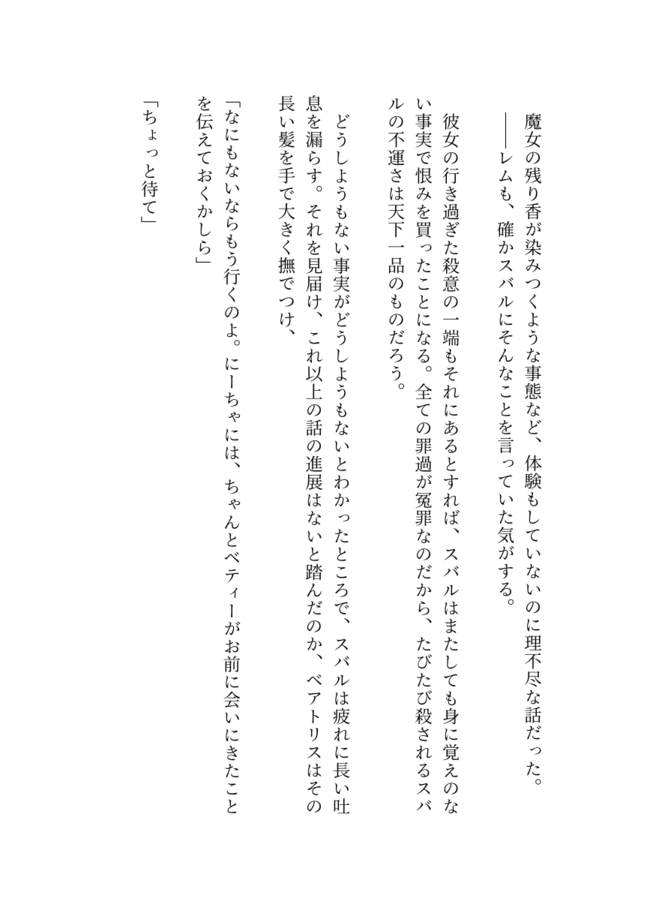 魔女の残り香が染みつくような事態など、体験もしていないのに理不尽な話だった。
――レムも、確かスバルにそんなことを言っていた気がする。
彼女の行き過ぎた殺意の一端もそれにあるとすれば、スバルはまたしても身に覚えのな
い事実で恨みを買ったことになる。全ての罪過が冤罪なのだから、たびたび殺されるスバ
ルの不運さは天下一品のものだろう。
どうしようもない事実がどうしようもないとわかったところで、スバルは疲れに長い吐
息を漏らす。それを見届け、これ以上の話の進展はないと踏んだのか、ベアトリスはその
長い髪を手で大きく撫でつけ、
「なにもないならもう行くのよ。にーちゃには、ちゃんとベティーがお前に会いにきたこと
を伝えておくかしら」
「ちょっと待て」